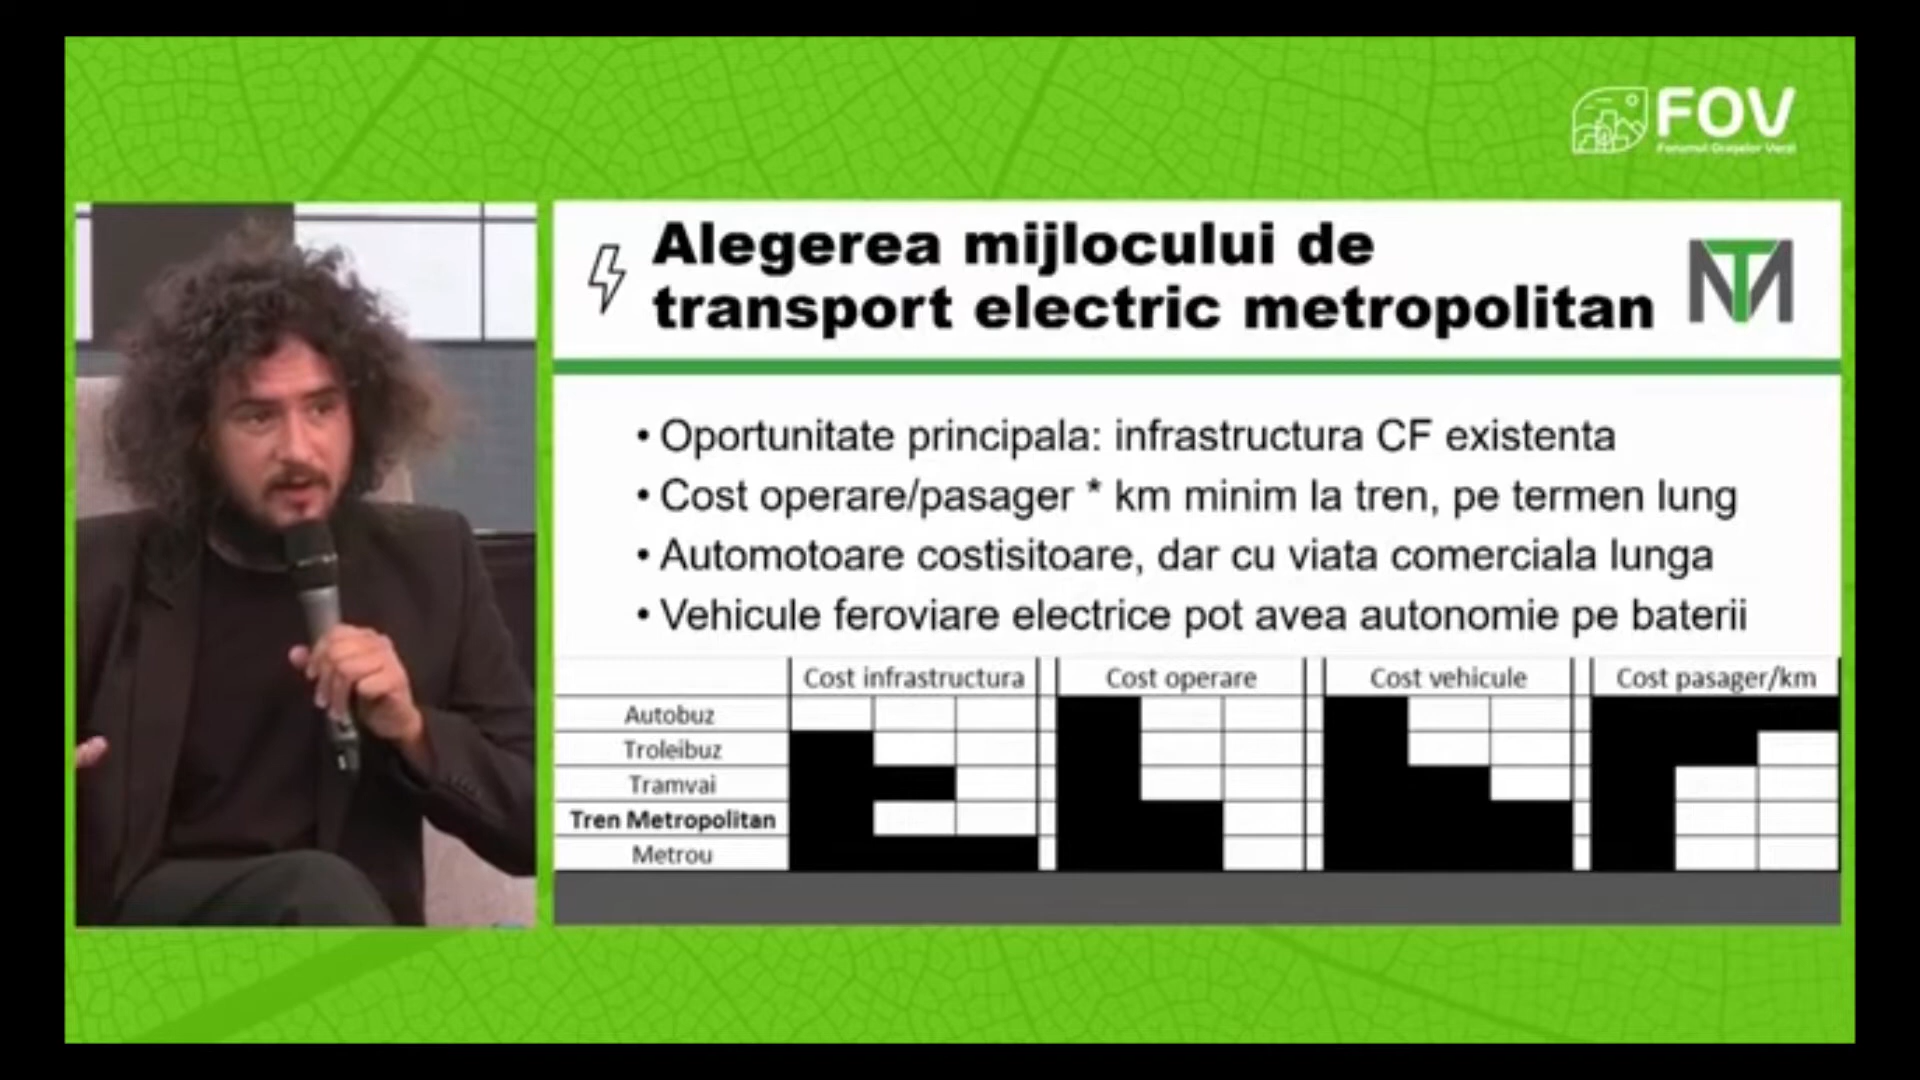 FOV
Forumul Orașelor Verzi
Alegerea mijlocului de
transport electric metropolitan
TM
• Oportunitate principala: infrastructura CF existenta
• Cost operare/pasager * km minim la tren, pe termen lung
• Automotoare costisitoare, dar cu viata comerciala lunga
• Vehicule feroviare electrice pot avea autonomie pe baterii
Cost infrastructura Cost operare Cost vehicule Cost pasager/km
Autobuz
Troleibuz
Tramvai
Tren Metropolitan
Metrou